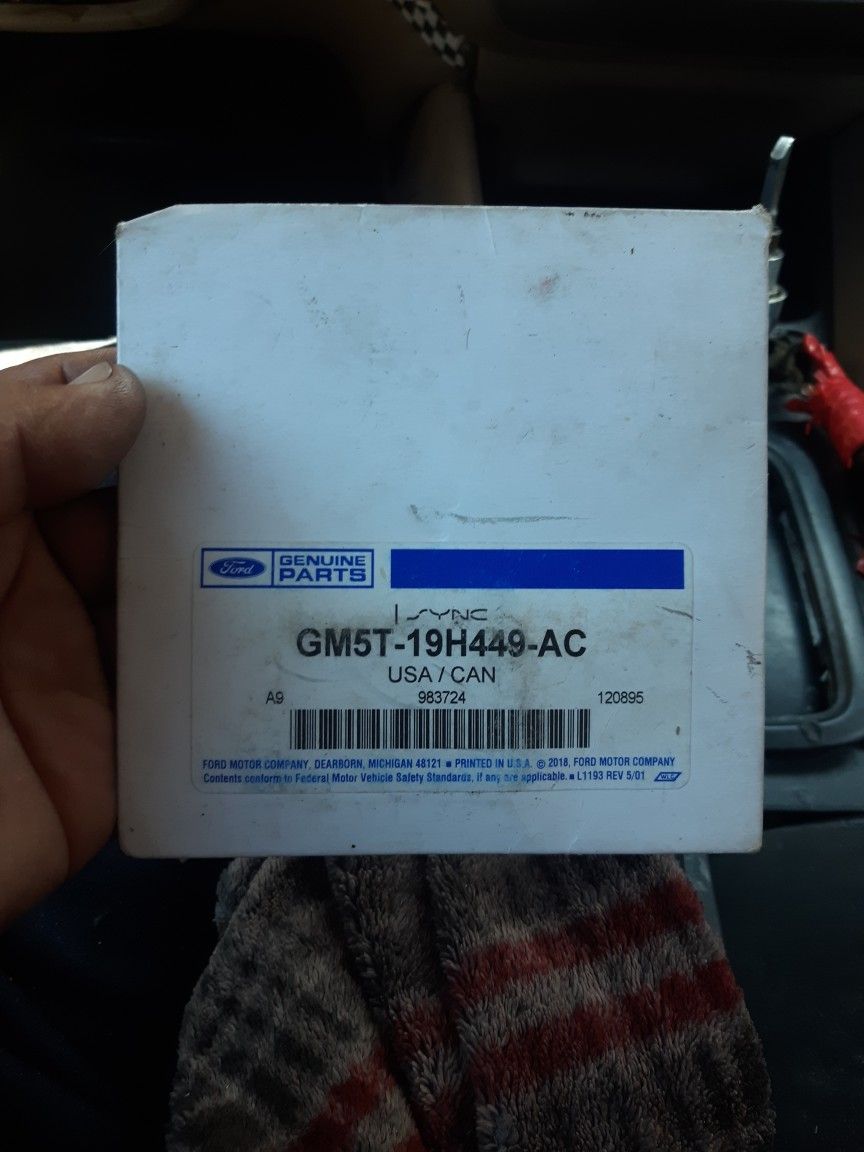 Ford GENUINE PARTS
SYNC
GM5T-19H449-AC
USA / CAN
A9 983724 120895
FORD MOTOR COMPANY, DEARBORN, MICHIGAN 48121 ■ PRINTED IN U.S.A. © 2018, FORD MOTOR COMPANY
Contents conform to Federal Motor Vehicle Safety Standards, if any are applicable. ■ L1193 REV 5/01 WLS